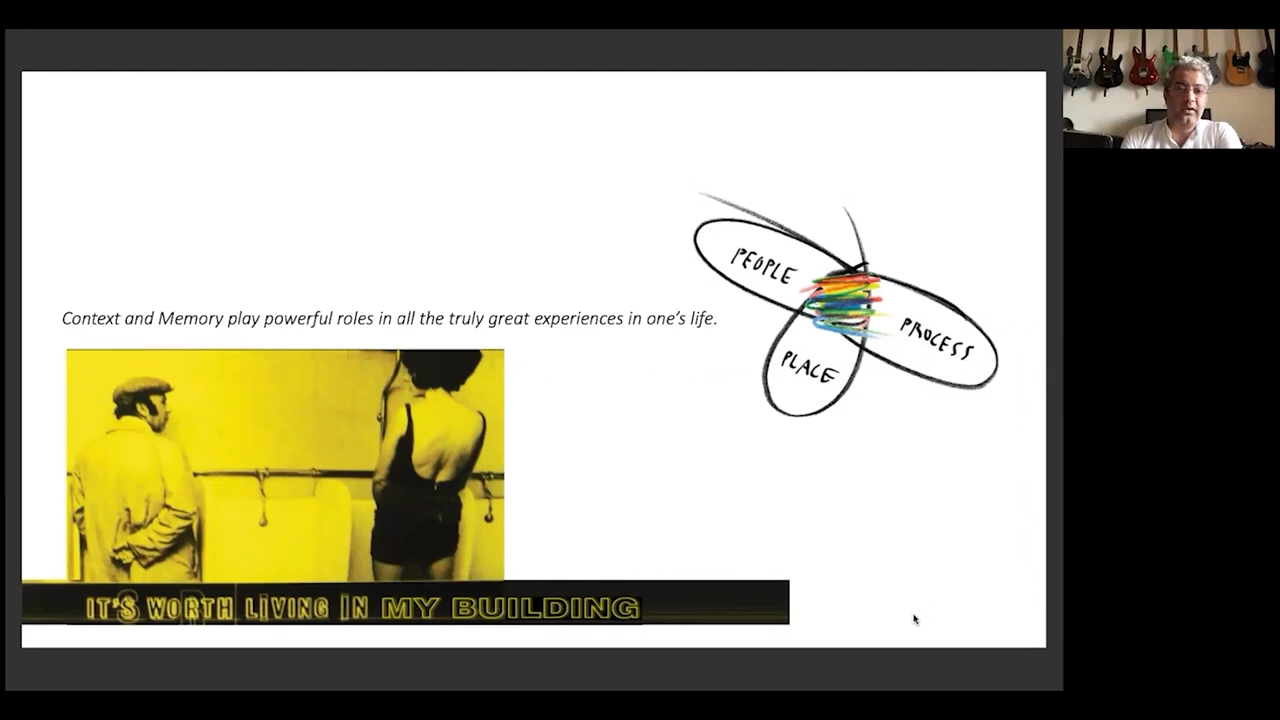 PEOPLE
PROCESS
PLACE
Context and Memory play powerful roles in all the truly great experiences in one's life.
IT'S WORTH LIVING IN MY BUILDING